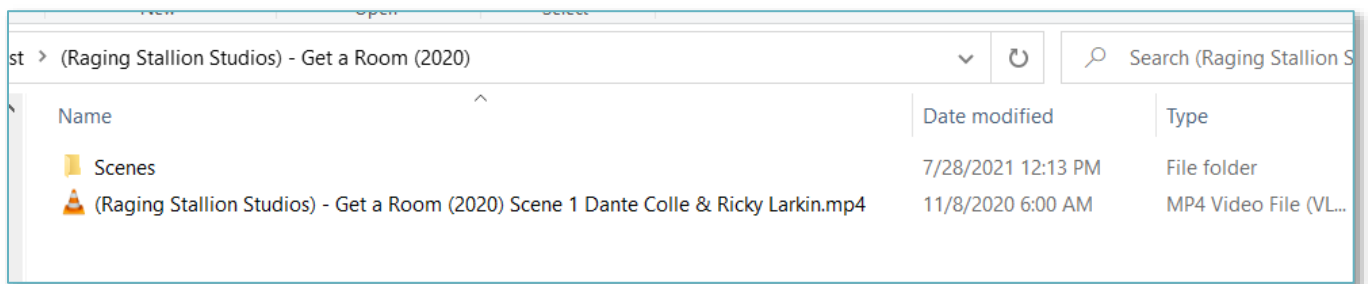 New Open Select
st > (Raging Stallion Studios) - Get a Room (2020) Search (Raging Stallion S
Name Date modified Type
Scenes 7/28/2021 12:13 PM File folder
(Raging Stallion Studios) - Get a Room (2020) Scene 1 Dante Colle & Ricky Larkin.mp4 11/8/2020 6:00 AM MP4 Video File (VL...